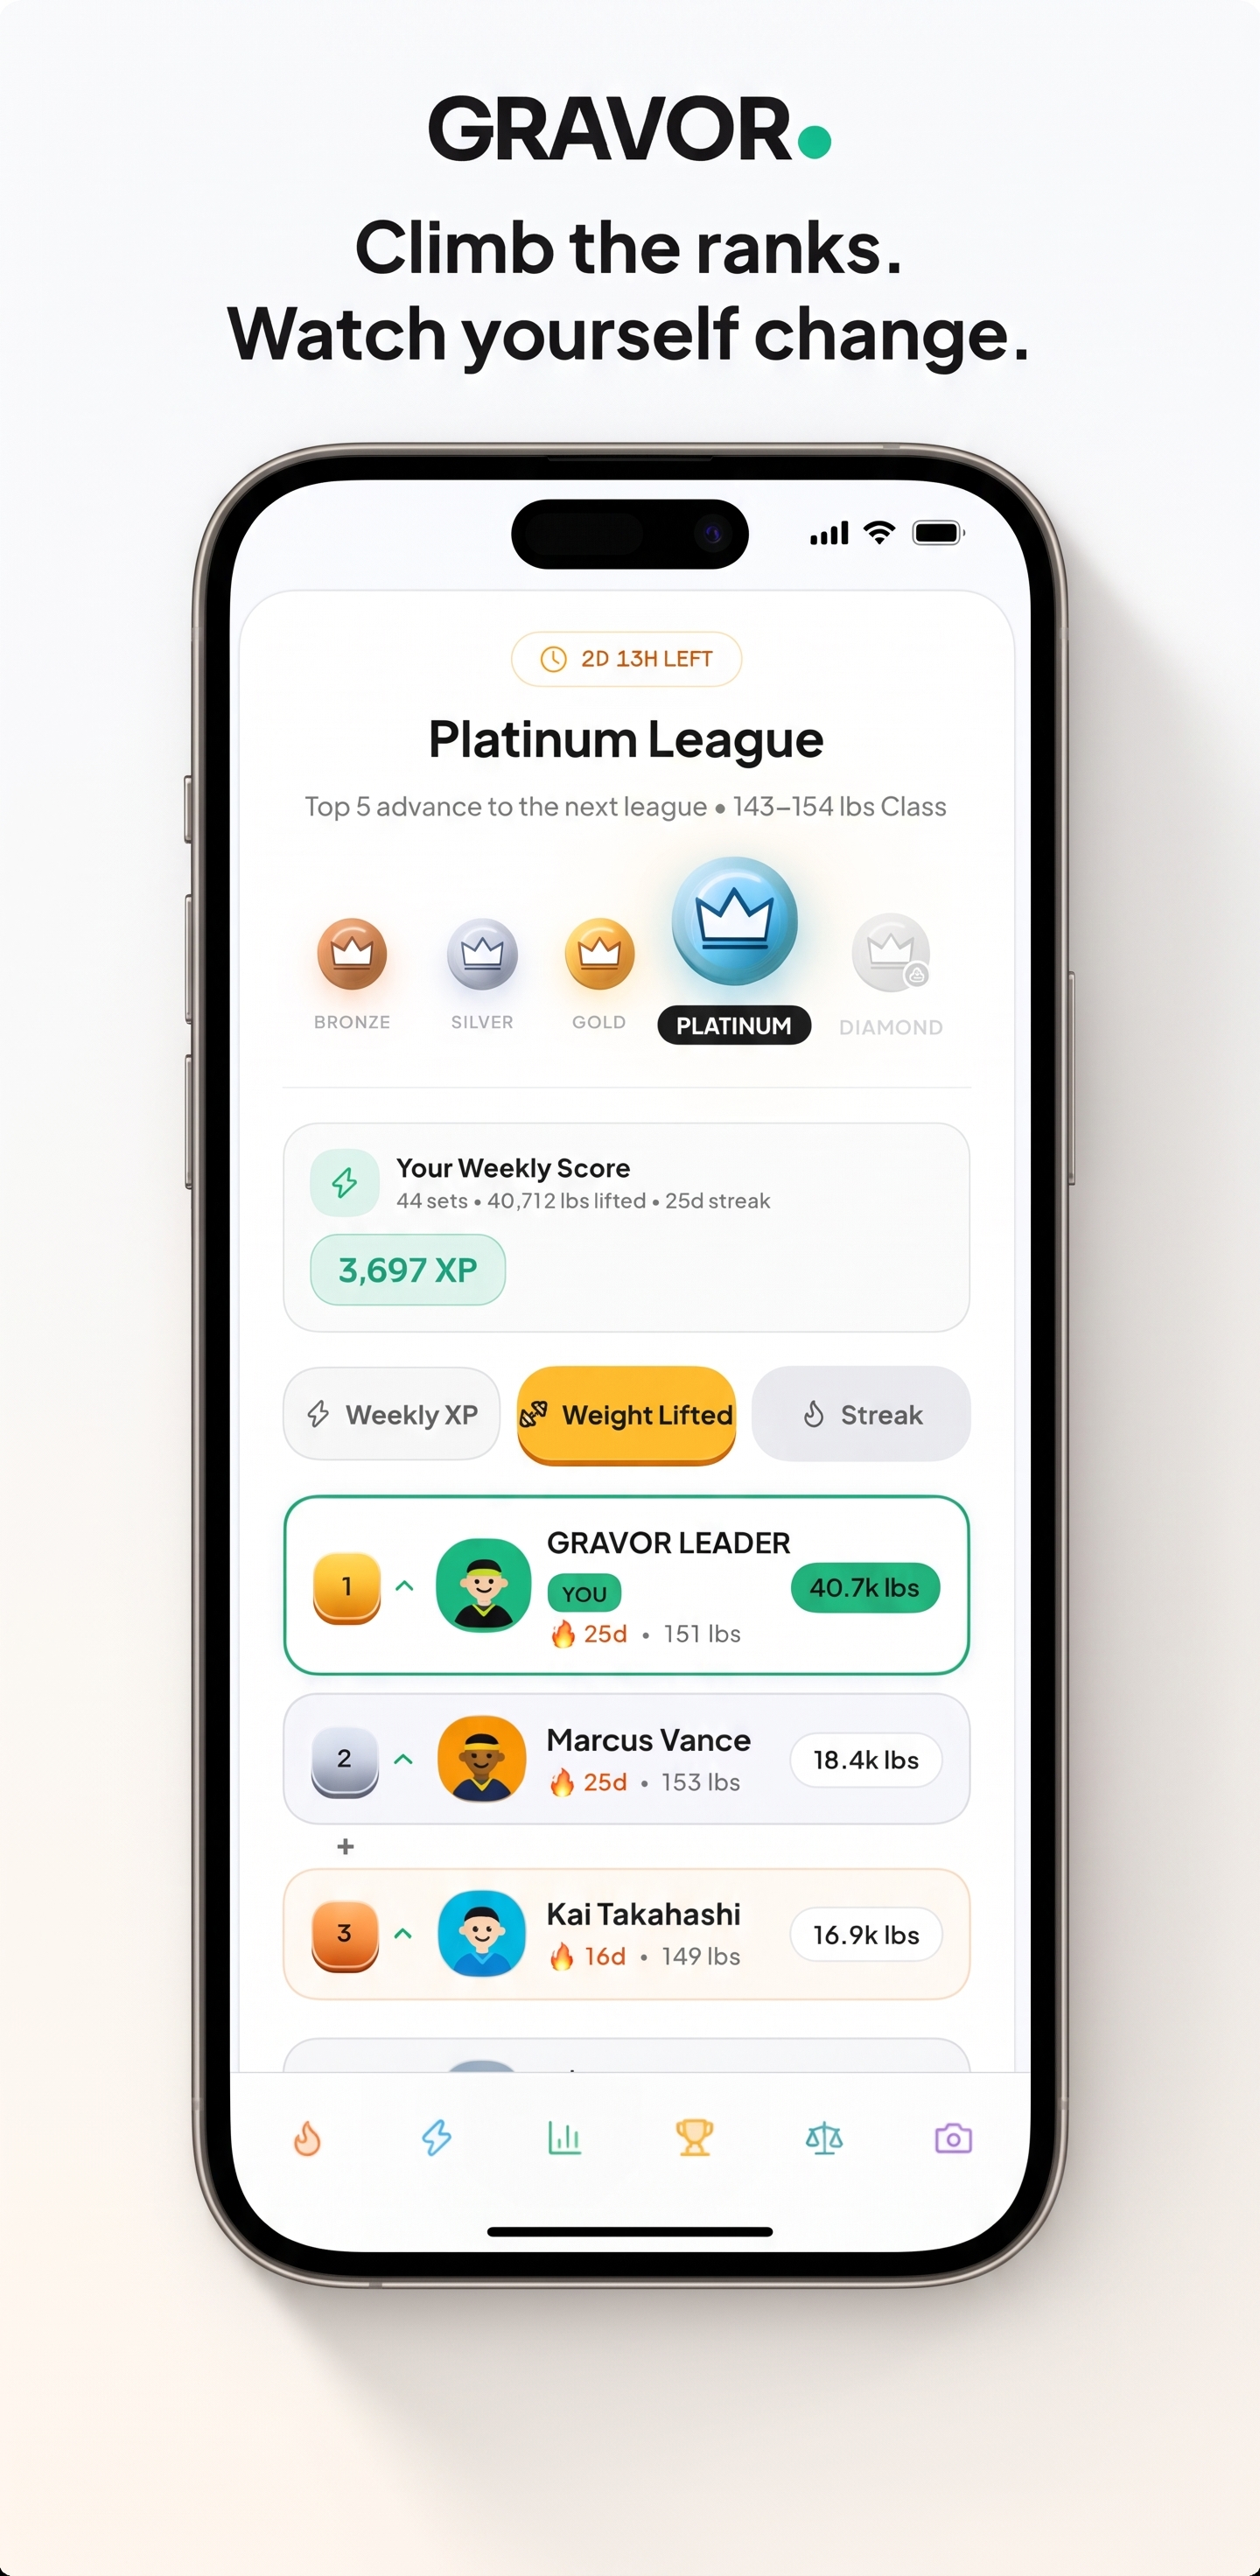 GRAVOR
Climb the ranks.
Watch yourself change.
2D 13H LEFT
Platinum League
Top 5 advance to the next league • 143–154 lbs Class
BRONZE
SILVER
GOLD
PLATINUM
DIAMOND
Your Weekly Score
44 sets • 40,712 lbs lifted • 25d streak
3,697 XP
Weekly XP
Weight Lifted
Streak
1
GRAVOR LEADER
YOU
40.7k lbs
🔥 25d • 151 lbs
2
Marcus Vance
18.4k lbs
🔥 25d • 153 lbs
+
3
Kai Takahashi
16.9k lbs
🔥 16d • 149 lbs